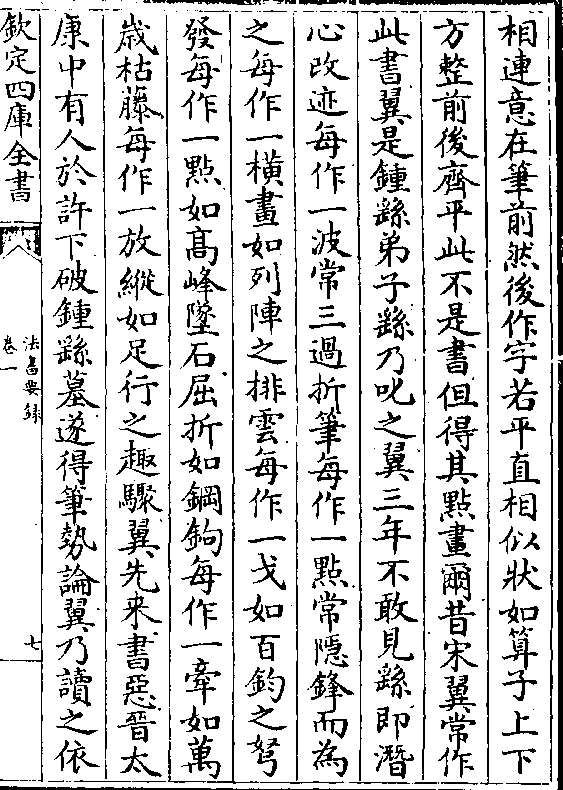 相連意在筆前然後作字若平直相似狀如算子上下
方整前後齊平此不是書但得其點畫爾昔宋翼常作
此書翼是鍾繇弟子繇乃叱之翼三年不敢見繇即潛
心改迹每作一波常三過折筆每作一點常隱鋒而為
之每作一橫畫如列陣之排雲每作一戈如百鈞之弩
發每作一點如高峰墜石屈折如鋼鉤每作一牽如萬
歲枯藤每作一放縱如足行之趣驟翼先来書惡晉太
康中有人於許下破鍾繇墓遂得筆勢論翼乃讀之依
欽定四庫全書
法書要録
卷一
七